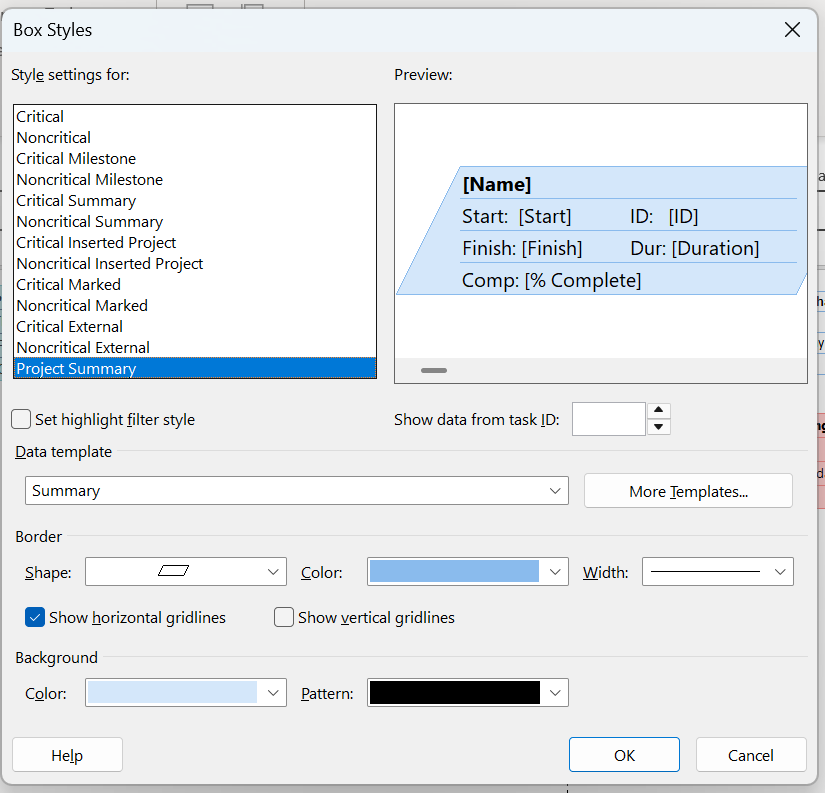 Box Styles
Style settings for:
Preview:
Critical
Noncritical
Critical Milestone
Noncritical Milestone
Critical Summary
Noncritical Summary
Critical Inserted Project
Noncritical Inserted Project
Critical Marked
Noncritical Marked
Critical External
Noncritical External
Project Summary
[Name]
Start: [Start] ID: [ID]
Finish: [Finish] Dur: [Duration]
Comp: [% Complete]
Set highlight filter style
Show data from task ID:
Data template
Summary
More Templates...
Border
Shape:
Color:
Width:
Show horizontal gridlines
Show vertical gridlines
Background
Color:
Pattern:
Help
OK
Cancel